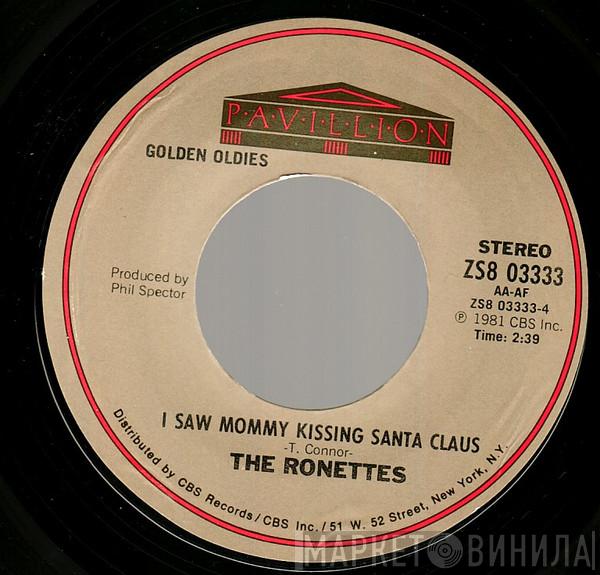 P·A·V·I·L·L·I·O·N
GOLDEN OLDIES
STEREO
ZS8 03333
AA-AF
ZS8 03333-4
℗ 1981 CBS Inc.
Time: 2:39
Produced by
Phil Spector
I SAW MOMMY KISSING SANTA CLAUS
-T. Connor-
THE RONETTES
Distributed by CBS Records/CBS Inc./51 W. 52 Street, New York, N.Y.
МАРКЕТ ВИНИЛА